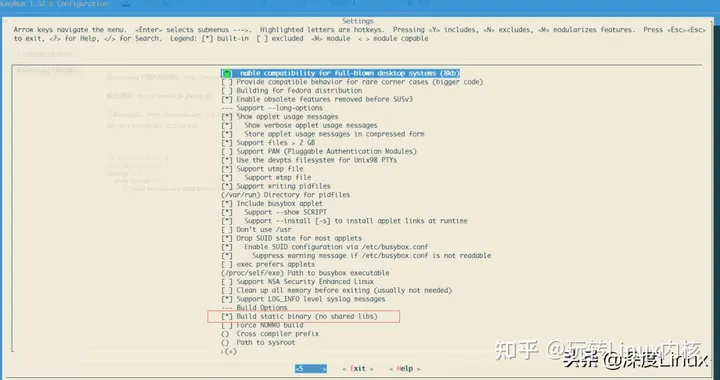 BusyBox 1.32.0 Configuration
Settings
Arrow keys navigate the menu. <Enter> selects submenus --->. Highlighted letters are hotkeys. Pressing <Y> includes, <N> excludes, <M> modularizes features. Press <Esc><Esc>
to exit, <?> for Help, </> for Search. Legend: [*] built-in [ ] excluded <M> module < > module capable
[*] nable compatibility for full-blown desktop systems (8kb)
[ ] Provide compatible behavior for rare corner cases (bigger code)
[ ] Building for Fedora distribution
[*] Enable obsolete features removed before SUSv3
--- Support --long-options
[*] Show applet usage messages
[*] Show verbose applet usage messages
[*] Store applet usage messages in compressed form
[*] Support files > 2 GB
[ ] Support PAM (Pluggable Authentication Modules)
[*] Use the devpts filesystem for Unix98 PTYs
[*] Support utmp file
[*] Support wtmp file
[*] Support writing pidfiles
(/var/run) Directory for pidfiles
[*] Include busybox applet
[*] Support --show SCRIPT
[*] Support --install [-s] to install applet links at runtime
[ ] Don't use /usr
[*] Drop SUID state for most applets
[*] Enable SUID configuration via /etc/busybox.conf
[*] Suppress warning message if /etc/busybox.conf is not readable
[ ] exec prefers applets
(/proc/self/exe) Path to busybox executable
[ ] Support NSA Security Enhanced Linux
[ ] Clean up all memory before exiting (usually not needed)
[*] Support LOG_INFO level syslog messages
--- Build Options
[*] Build static binary (no shared libs)
[ ] Force NOMMU build
() Cross compiler prefix
() Path to sysroot
(+)
<S > < Exit > < Help >
知乎 @玩转Linux内核
头条 @深度Linux